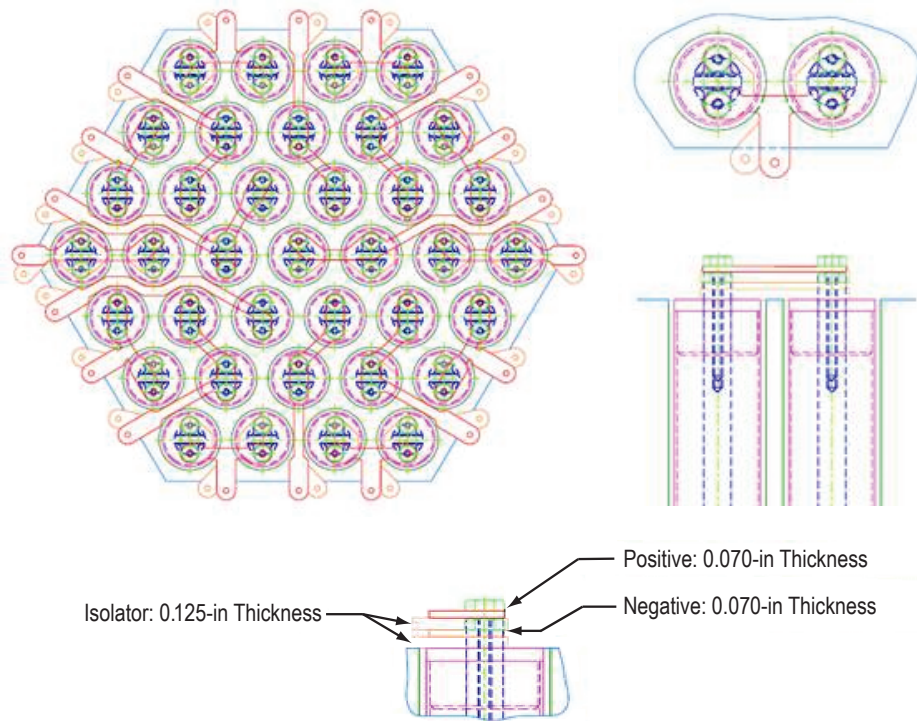 Positive: 0.070-in Thickness
Isolator: 0.125-in Thickness
Negative: 0.070-in Thickness